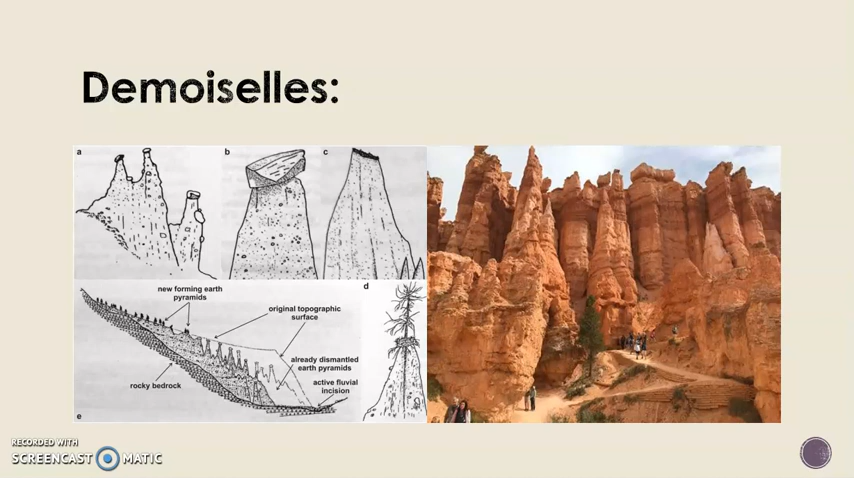 Demoiselles:
a
b
c
new forming earth
pyramids
original topographic
surface
d
already dismantled
earth pyramids
active fluvial
incision
rocky bedrock
e
RECORDED WITH
SCREENCAST MATIC